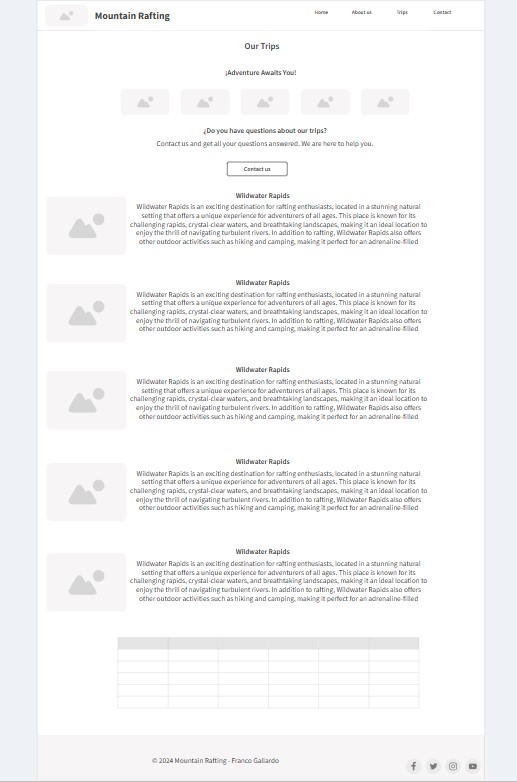 Mountain Rafting
Home About us Trips Contact
Our Trips
¡Adventure Awaits You!
¿Do you have questions about our trips?
Contact us and get all your questions answered. We are here to help you.
Contact us
Wildwater Rapids
Wildwater Rapids is an exciting destination for rafting enthusiasts, located in a stunning natural
setting that offers a unique experience for adventurers of all ages. This place is known for its
challenging rapids, crystal-clear waters, and breathtaking landscapes, making it an ideal location to
enjoy the thrill of navigating turbulent rivers. In addition to rafting, Wildwater Rapids also offers
other outdoor activities such as hiking and camping, making it perfect for an adrenaline-filled
Wildwater Rapids
Wildwater Rapids is an exciting destination for rafting enthusiasts, located in a stunning natural
setting that offers a unique experience for adventurers of all ages. This place is known for its
challenging rapids, crystal-clear waters, and breathtaking landscapes, making it an ideal location to
enjoy the thrill of navigating turbulent rivers. In addition to rafting, Wildwater Rapids also offers
other outdoor activities such as hiking and camping, making it perfect for an adrenaline-filled
Wildwater Rapids
Wildwater Rapids is an exciting destination for rafting enthusiasts, located in a stunning natural
setting that offers a unique experience for adventurers of all ages. This place is known for its
challenging rapids, crystal-clear waters, and breathtaking landscapes, making it an ideal location to
enjoy the thrill of navigating turbulent rivers. In addition to rafting, Wildwater Rapids also offers
other outdoor activities such as hiking and camping, making it perfect for an adrenaline-filled
Wildwater Rapids
Wildwater Rapids is an exciting destination for rafting enthusiasts, located in a stunning natural
setting that offers a unique experience for adventurers of all ages. This place is known for its
challenging rapids, crystal-clear waters, and breathtaking landscapes, making it an ideal location to
enjoy the thrill of navigating turbulent rivers. In addition to rafting, Wildwater Rapids also offers
other outdoor activities such as hiking and camping, making it perfect for an adrenaline-filled
Wildwater Rapids
Wildwater Rapids is an exciting destination for rafting enthusiasts, located in a stunning natural
setting that offers a unique experience for adventurers of all ages. This place is known for its
challenging rapids, crystal-clear waters, and breathtaking landscapes, making it an ideal location to
enjoy the thrill of navigating turbulent rivers. In addition to rafting, Wildwater Rapids also offers
other outdoor activities such as hiking and camping, making it perfect for an adrenaline-filled
© 2024 Mountain Rafting - Franco Gallardo